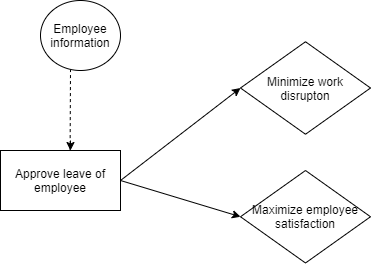 Employee
information
Minimize work
disrupton
Approve leave of
employee
Maximize employee
satisfaction